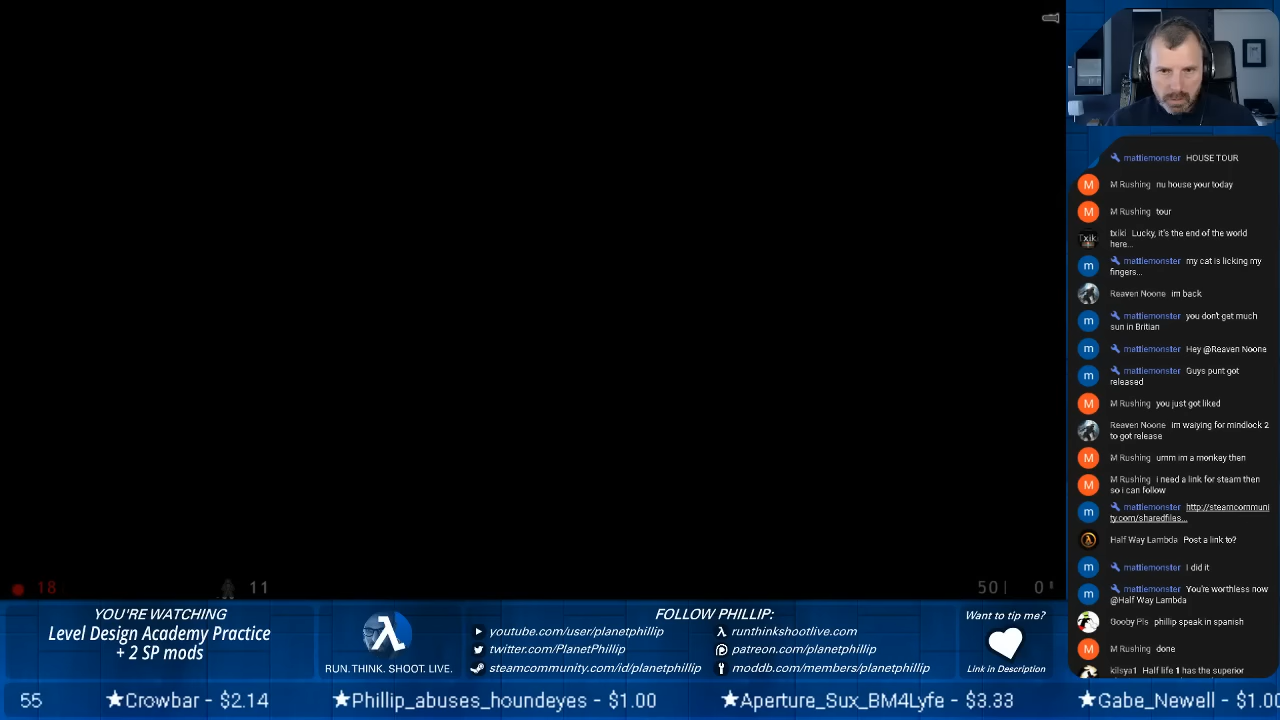 mattiemonster HOUSE TOUR
M Rushing nu house your today
M Rushing tour
txiki Lucky, it's the end of the world
here...
mattiemonster my cat is licking my
fingers...
Reaven Noone im back
mattiemonster you don't get much
sun in Britian
mattiemonster Hey @Reaven Noone
mattiemonster Guys punt got
released
M Rushing you just got liked
Reaven Noone im waiying for mindlock 2
to got release
M Rushing umm im a monkey then
M Rushing i need a link for steam then
so i can follow
mattiemonster http://steamcommuni
ty.com/sharedfiles...
Half Way Lambda Post a link to?
mattiemonster I did it
mattiemonster You're worthless now
@Half Way Lambda
Gooby Pls phillip speak in spanish
M Rushing done
kilsya1 Half life 1 has the superior
18 11 50| 0
YOU'RE WATCHING
Level Design Academy Practice
+ 2 SP mods
RUN. THINK. SHOOT. LIVE.
FOLLOW PHILLIP:
youtube.com/user/planetphillip
twitter.com/PlanetPhillip
steamcommunity.com/id/planetphillip
runthinkshootlive.com
patreon.com/planetphillip
moddb.com/members/planetphillip
Want to tip me?
Link in Description
55 ★Crowbar - $2.14 ★Phillip_abuses_houndeyes - $1.00 ★Aperture_Sux_BM4Lyfe - $3.33 ★Gabe_Newell - $1.00